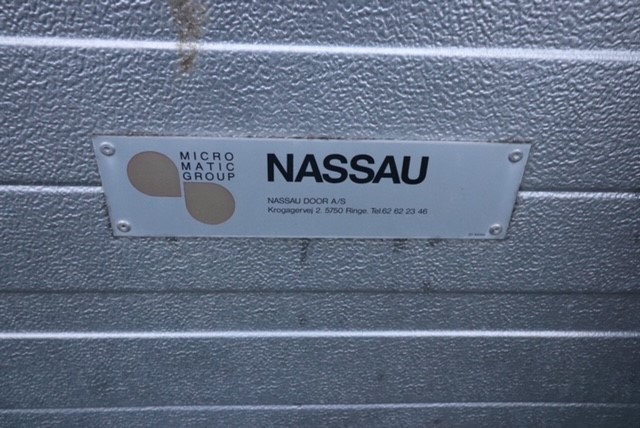 MICRO
MATIC
GROUP
NASSAU
NASSAU DOOR A/S
Krogagervej 2. 5750 Ringe. Tel.62 62 23 46